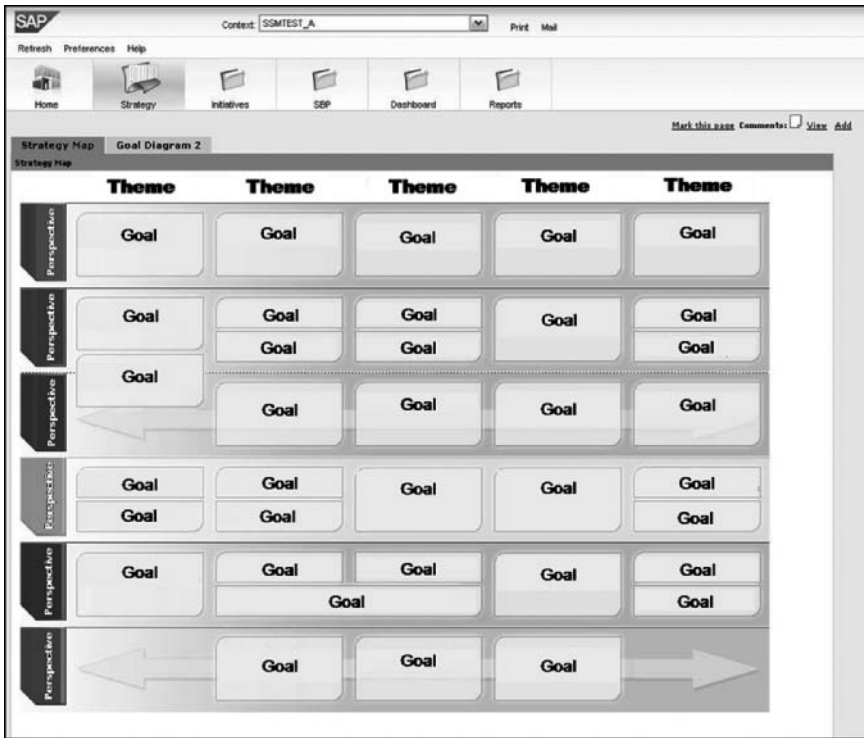 SAP
Context: SSMTEST_A Print Mail
Refresh Preferences Help
Home Strategy Initiatives SBP Dashboard Reports
Mark this page Comments: View Add
Strategy Map Goal Diagram 2
Strategy Map
Theme Theme Theme Theme Theme
Perspective
Goal Goal Goal Goal Goal
Perspective
Goal Goal Goal Goal Goal
Goal Goal Goal
Goal
Perspective
Goal Goal Goal Goal
Perspective
Goal Goal Goal Goal Goal
Goal Goal Goal
Perspective
Goal Goal Goal Goal Goal
Goal Goal
Perspective
Goal Goal Goal